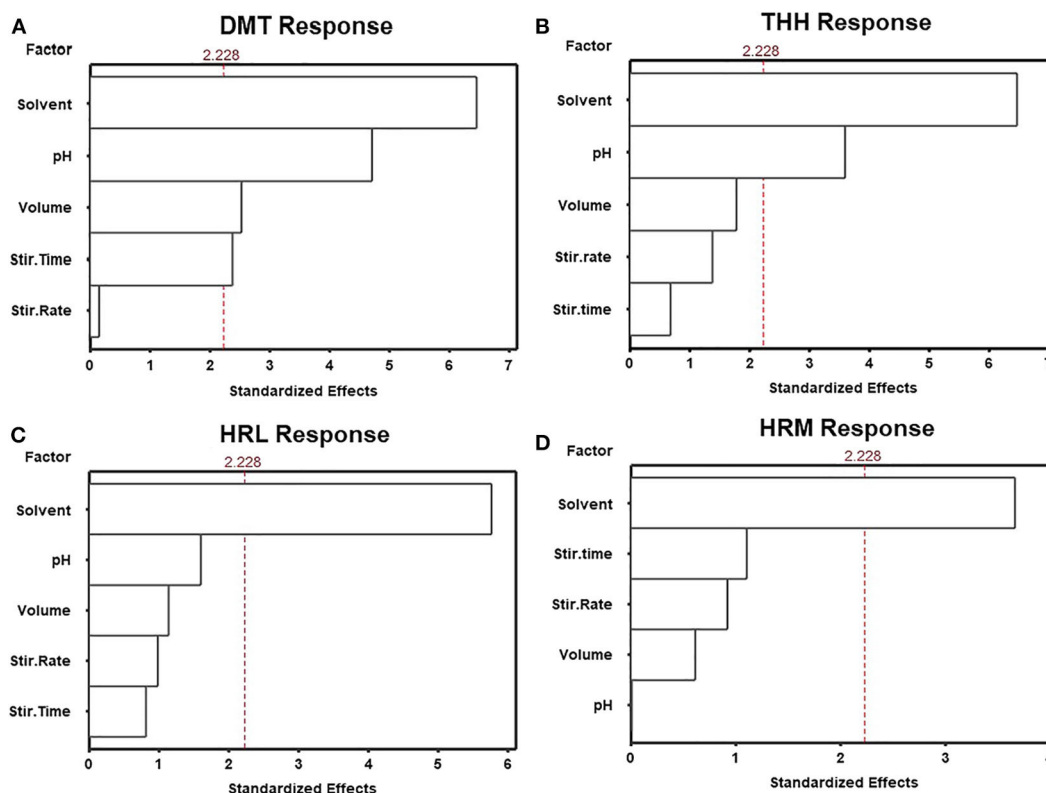 A
DMT Response
Factor
2.228
Solvent
pH
Volume
Stir.Time
Stir.Rate
0 1 2 3 4 5 6 7
Standardized Effects
B
THH Response
Factor
2.228
Solvent
pH
Volume
Stir.rate
Stir.time
0 1 2 3 4 5 6
Standardized Effects
C
HRL Response
Factor
2.228
Solvent
pH
Volume
Stir.Rate
Stir.Time
0 1 2 3 4 5 6
Standardized Effects
D
HRM Response
Factor
2.228
Solvent
Stir.time
Stir.Rate
Volume
pH
0 1 2 3
Standardized Effects